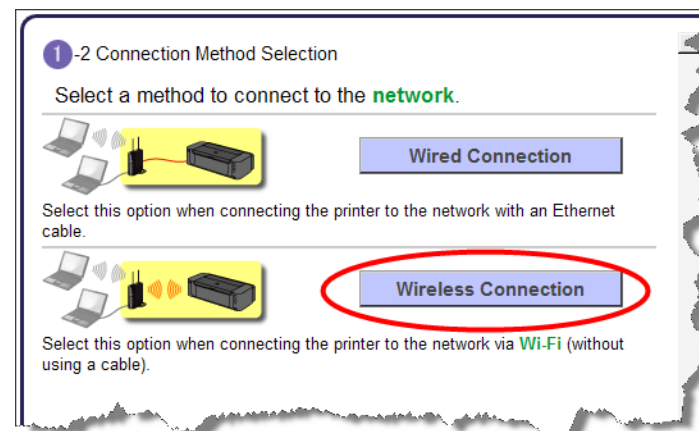 1-2 Connection Method Selection
Select a method to connect to the network.
Wired Connection
Select this option when connecting the printer to the network with an Ethernet
cable.
Wireless Connection
Select this option when connecting the printer to the network via Wi-Fi (without
using a cable).